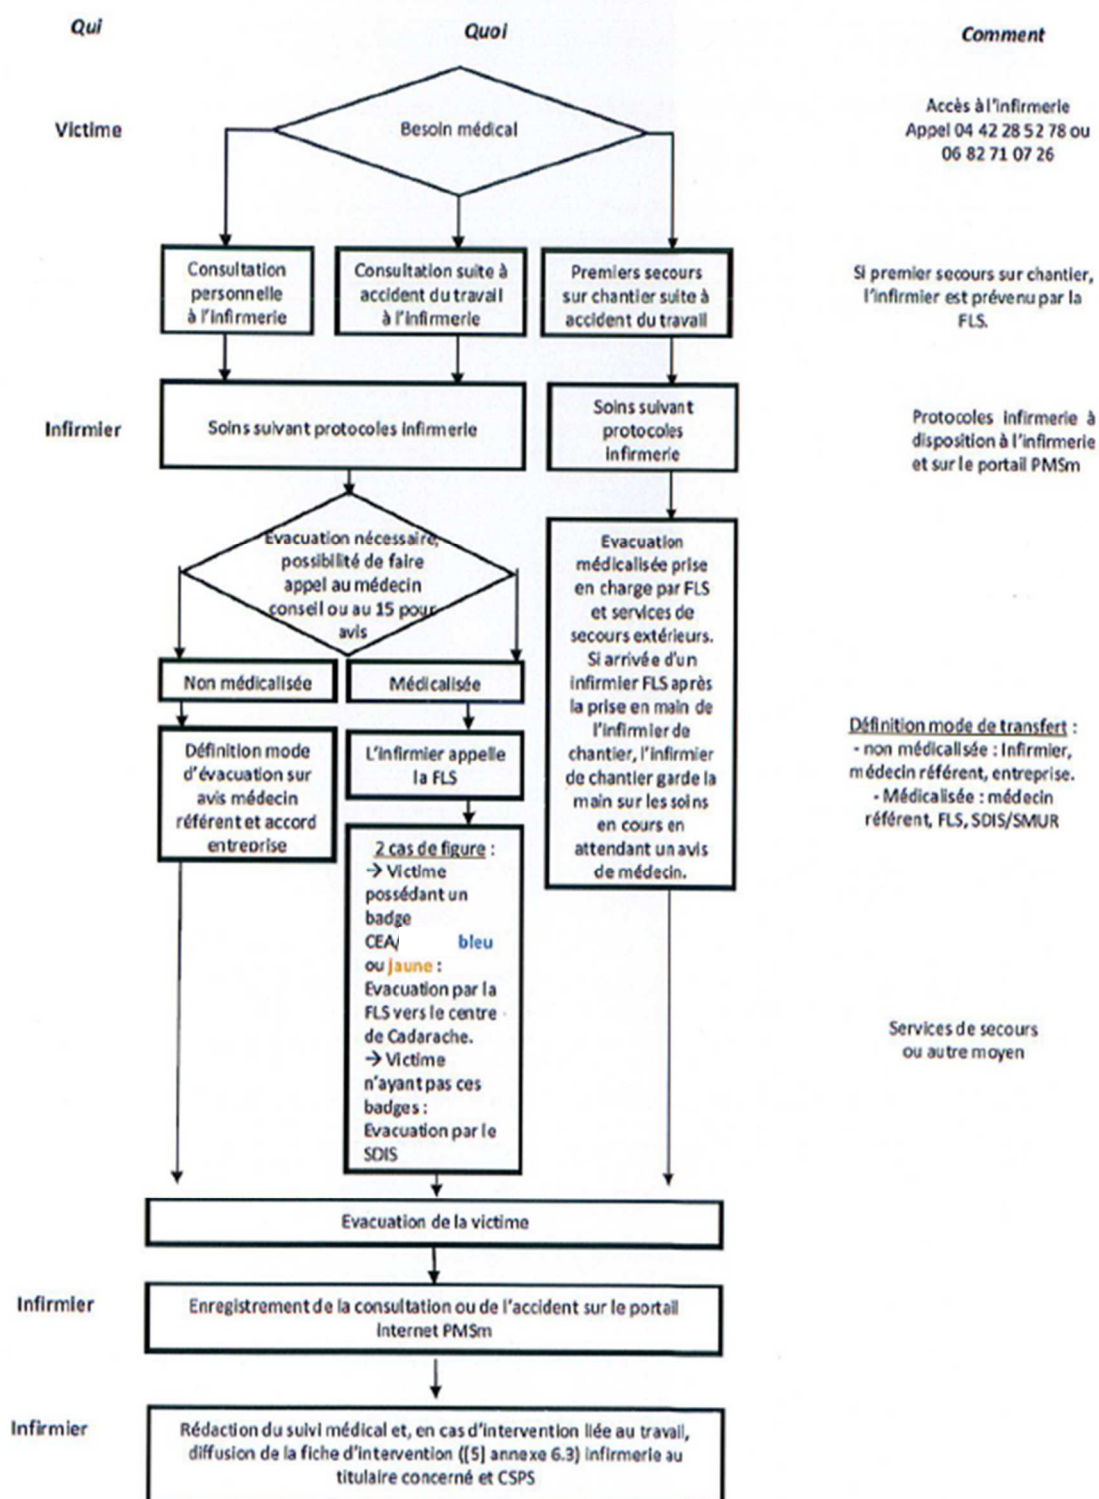 Qui
Quoi
Comment
Victime
Besoin médical
Accès à l'infirmerie
Appel 04 42 28 52 78 ou
06 82 71 07 26
Consultation
personnelle
à l'infirmerie
Consultation suite à
accident du travail
à l'infirmerie
Premiers secours
sur chantier suite à
accident du travail
Si premier secours sur chantier,
l'infirmier est prévenu par la
FLS.
Infirmier
Soins suivant protocoles infirmerie
Soins suivant
protocoles
Infirmerie
Protocoles infirmerie à
disposition à l'infirmerie
et sur le portail PMSm
Evacuation nécessaire,
possibilité de faire
appel au médecin
conseil ou au 15 pour
avis
Evacuation
médicalisée prise
en charge par FLS
et services de
secours extérieurs.
Si arrivée d'un
infirmier FLS après
la prise en main de
l'infirmier de
chantier, l'infirmier
de chantier garde la
main sur les soins
en cours en
attendant un avis
de médecin.
Non médicalisée
Médicalisée
Définition mode
d'évacuation sur
avis médecin
référent et accord
entreprise
L'infirmier appelle
la FLS
Définition mode de transfert :
- non médicalisée : Infirmier,
médecin référent, entreprise.
- Médicalisée : médecin
référent, FLS, SDIS/SMUR
2 cas de figure :
→ Victime
possédant un
badge
CEA/ bleu
ou jaune :
Evacuation par la
FLS vers le centre
de Cadarache.
→ Victime
n'ayant pas ces
badges :
Evacuation par le
SDIS
Services de secours
ou autre moyen
Evacuation de la victime
Infirmier
Enregistrement de la consultation ou de l'accident sur le portail
Internet PMSm
Infirmier
Rédaction du suivi médical et, en cas d'intervention liée au travail,
diffusion de la fiche d'intervention ([5] annexe 6.3) Infirmerie au
titulaire concerné et CSPS